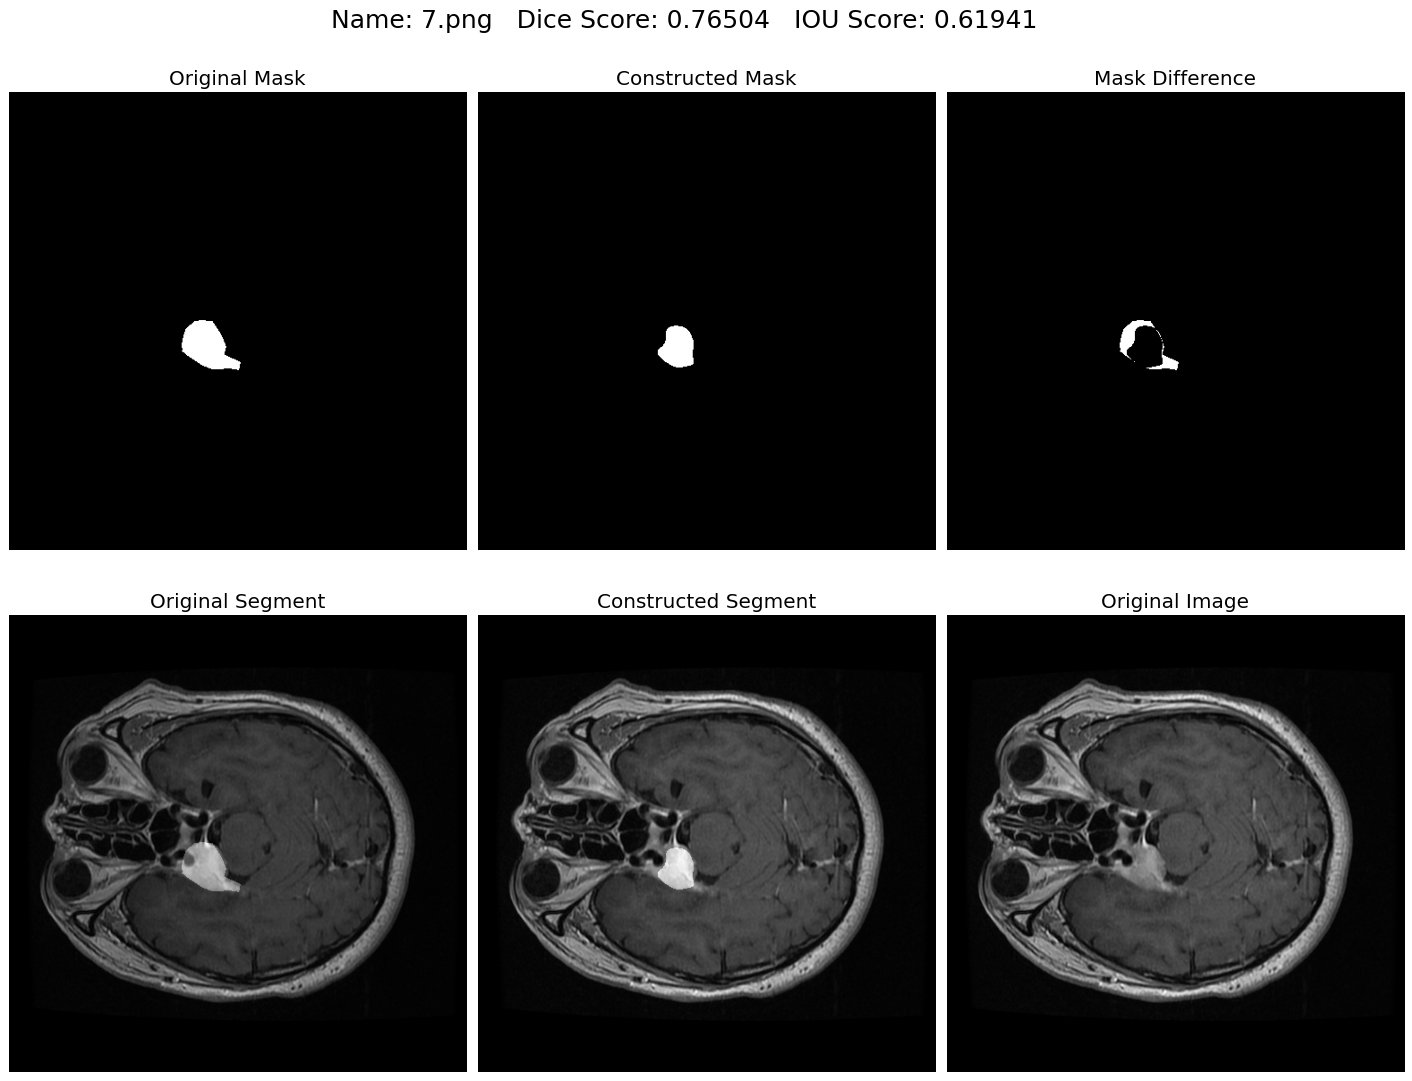 Name: 7.png   Dice Score: 0.76504   IOU Score: 0.61941
Original Mask
Constructed Mask
Mask Difference
Original Segment
Constructed Segment
Original Image